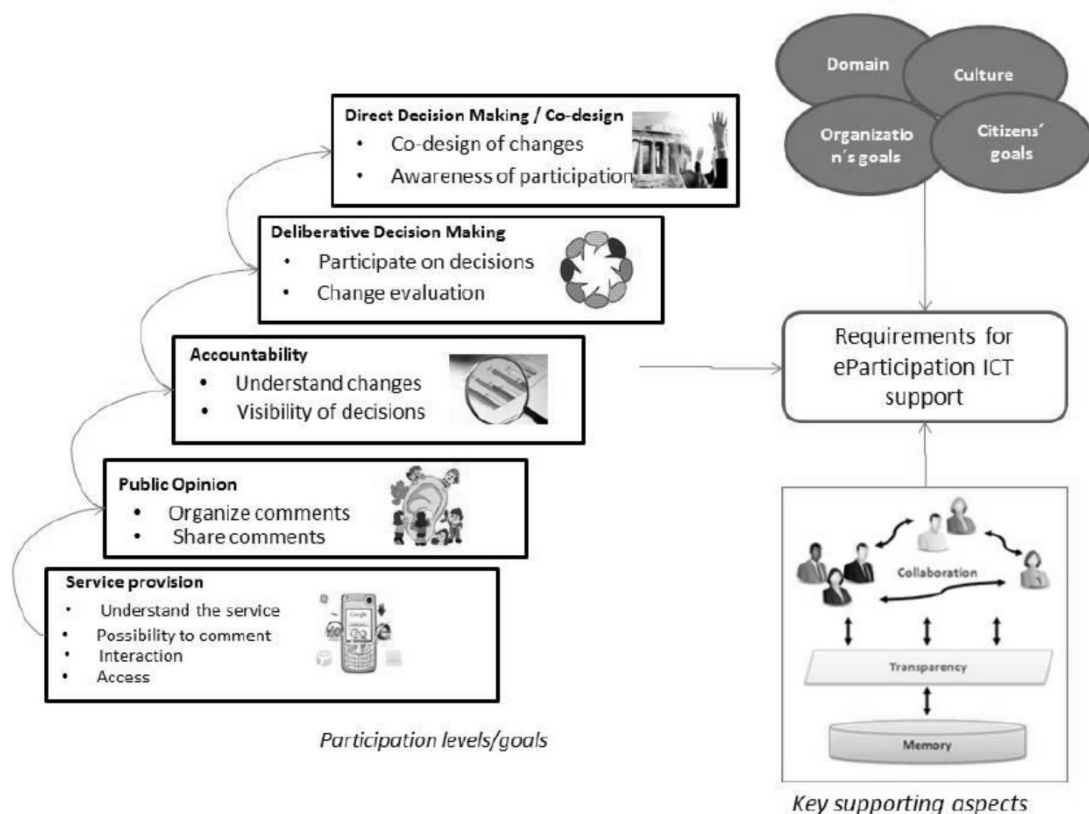 Direct Decision Making / Co-design
• Co-design of changes
• Awareness of participation
Deliberative Decision Making
• Participate on decisions
• Change evaluation
Accountability
• Understand changes
• Visibility of decisions
Public Opinion
• Organize comments
• Share comments
Service provision
• Understand the service
• Possibility to comment
• Interaction
• Access
Participation levels/goals
Domain
Culture
Organizatio
n´s goals
Citizens´
goals
Requirements for
eParticipation ICT
support
Collaboration
Transparency
Memory
Key supporting aspects
Google